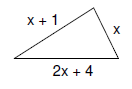 x + 1
x
2x + 4